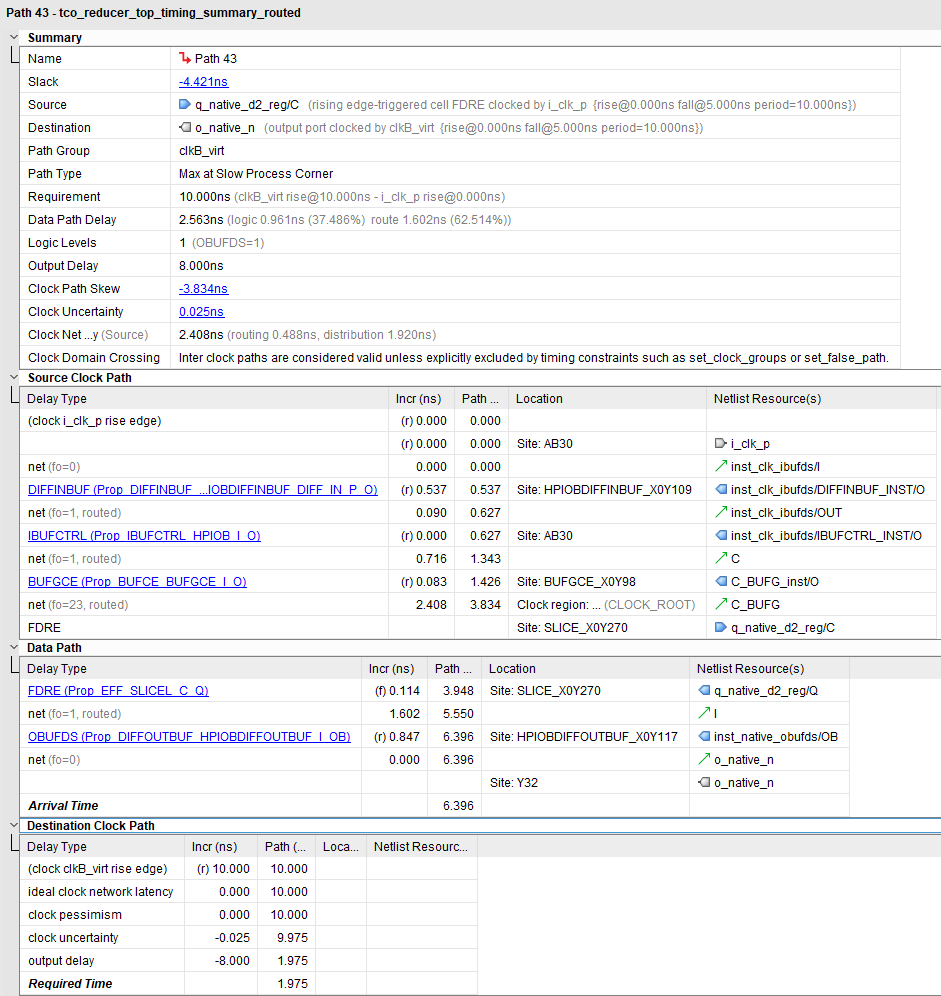 Path 43 - tco_reducer_top_timing_summary_routed
Summary
Name Path 43
Slack -4.421ns
Source q_native_d2_reg/C (rising edge-triggered cell FDRE clocked by i_clk_p {rise@0.000ns fall@5.000ns period=10.000ns})
Destination o_native_n (output port clocked by clkB_virt {rise@0.000ns fall@5.000ns period=10.000ns})
Path Group clkB_virt
Path Type Max at Slow Process Corner
Requirement 10.000ns (clkB_virt rise@10.000ns - i_clk_p rise@0.000ns)
Data Path Delay 2.563ns (logic 0.961ns (37.486%) route 1.602ns (62.514%))
Logic Levels 1 (OBUFDS=1)
Output Delay 8.000ns
Clock Path Skew -3.834ns
Clock Uncertainty 0.025ns
Clock Net ...y (Source) 2.408ns (routing 0.488ns, distribution 1.920ns)
Clock Domain Crossing Inter clock paths are considered valid unless explicitly excluded by timing constraints such as set_clock_groups or set_false_path.
Source Clock Path
Delay Type Incr (ns) Path ... Location Netlist Resource(s)
(clock i_clk_p rise edge) (r) 0.000 0.000
(r) 0.000 0.000 Site: AB30 i_clk_p
net (fo=0) 0.000 0.000 inst_clk_ibufds/I
DIFFINBUF (Prop_DIFFINBUF_...IOBDIFFINBUF_DIFF_IN_P_O) (r) 0.537 0.537 Site: HPIOBDIFFINBUF_X0Y109 inst_clk_ibufds/DIFFINBUF_INST/O
net (fo=1, routed) 0.090 0.627 inst_clk_ibufds/OUT
IBUFCTRL (Prop_IBUFCTRL_HPIOB_I_O) (r) 0.000 0.627 Site: AB30 inst_clk_ibufds/IBUFCTRL_INST/O
net (fo=1, routed) 0.716 1.343 C
BUFGCE (Prop_BUFCE_BUFGCE_I_O) (r) 0.083 1.426 Site: BUFGCE_X0Y98 C_BUFG_inst/O
net (fo=23, routed) 2.408 3.834 Clock region: ... (CLOCK_ROOT) C_BUFG
FDRE Site: SLICE_X0Y270 q_native_d2_reg/C
Data Path
Delay Type Incr (ns) Path ... Location Netlist Resource(s)
FDRE (Prop_EFF_SLICEL_C_Q) (f) 0.114 3.948 Site: SLICE_X0Y270 q_native_d2_reg/Q
net (fo=1, routed) 1.602 5.550 I
OBUFDS (Prop_DIFFOUTBUF_HPIOBDIFFOUTBUF_I_OB) (r) 0.847 6.396 Site: HPIOBDIFFOUTBUF_X0Y117 inst_native_obufds/OB
net (fo=0) 0.000 6.396 o_native_n
Site: Y32 o_native_n
Arrival Time 6.396
Destination Clock Path
Delay Type Incr (ns) Path (... Loca... Netlist Resourc...
(clock clkB_virt rise edge) (r) 10.000 10.000
ideal clock network latency 0.000 10.000
clock pessimism 0.000 10.000
clock uncertainty -0.025 9.975
output delay -8.000 1.975
Required Time 1.975